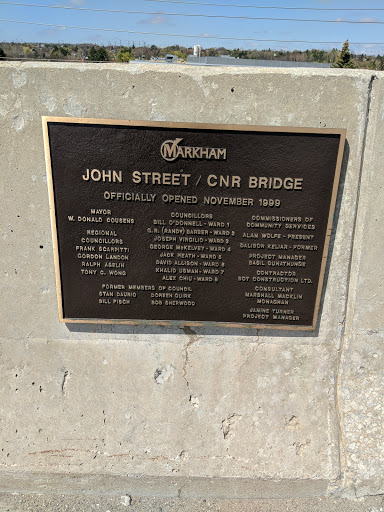 MARKHAM
JOHN STREET / CNR BRIDGE
OFFICIALLY OPENED NOVEMBER 1999
MAYOR
W. DONALD COUSENS
REGIONAL
COUNCILLORS
FRANK SCARPITTI
GORDON LANDON
RALPH ASELIN
TONY C. WONG
COUNCILLORS
BILL O'DONNELL - WARD 1
G.R. (RANDY) BARBER - WARD 2
JOSEPH VIRGILIO - WARD 3
GEORGE McKELVEY - WARD 4
JACK HEATH - WARD 5
DAVID ALLISON - WARD 6
KHALID USMAN - WARD 7
ALEX CHIU - WARD 8
FORMER MEMBERS OF COUNCIL
STAN DAURIO DOREEN QUIRK
BILL FISCH BOB SHERWOOD
COMMISSIONERS OF
COMMUNITY SERVICES
ALAN WOLFE - PRESENT
DALIBOR KELJAR - FORMER
PROJECT MANAGER
BASIL GUNATHUNGE
CONTRACTOR
SOT CONSTRUCTION LTD.
CONSULTANT
MARSHALL MACKLIN
MONAGHAN
JANINE TURNER
PROJECT MANAGER